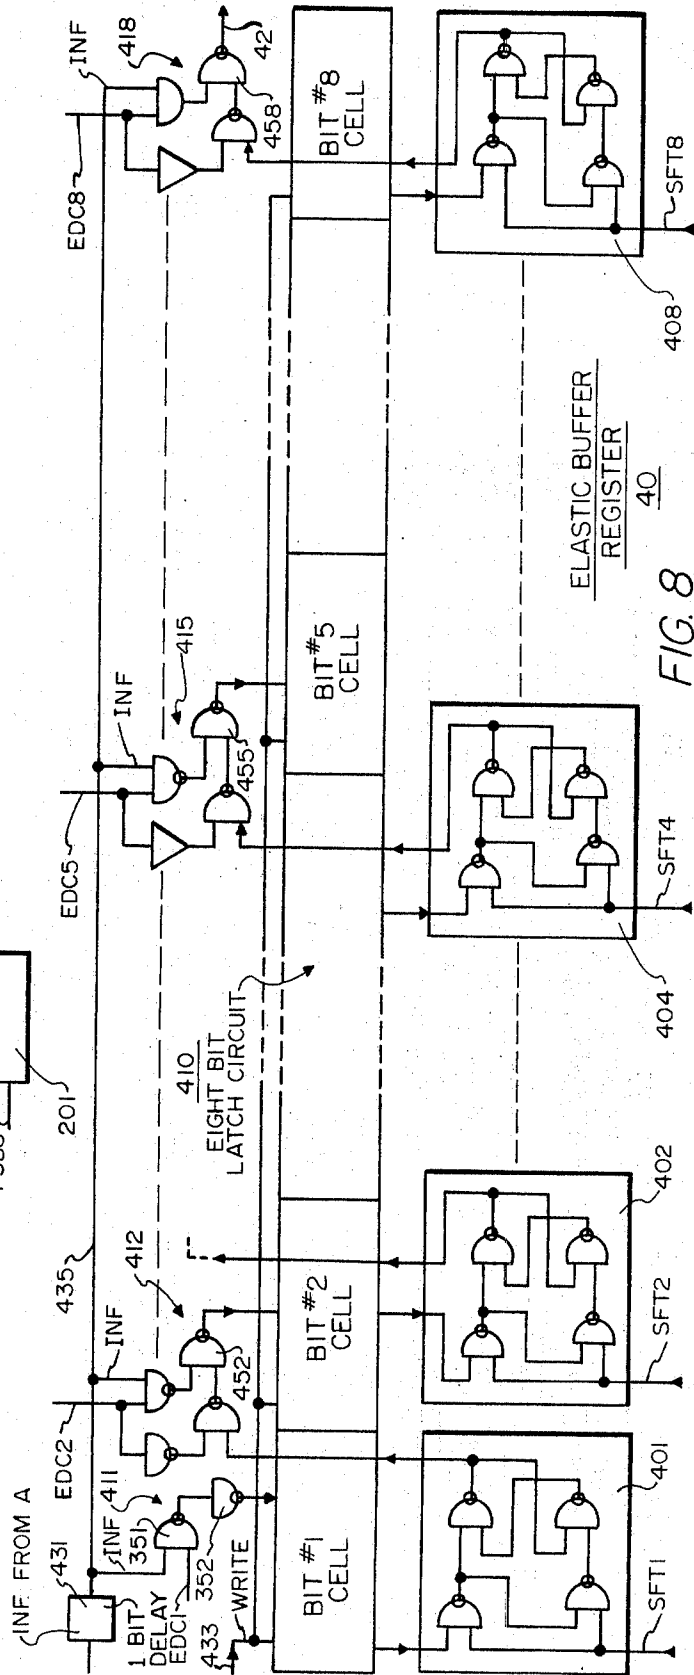 INF FROM A
431
1 BIT
DELAY
EDC1
433
WRITE
INF
411
351
352
EDC2
INF
412
452
435
201
410
EIGHT BIT
LATCH CIRCUIT
EDC5
INF
415
455
EDC8
INF
418
458
42
BIT #1
CELL
BIT #2
CELL
BIT #5
CELL
BIT #8
CELL
401
SFT1
402
SFT2
404
SFT4
408
SFT8
ELASTIC BUFFER
REGISTER
40
FIG. 8